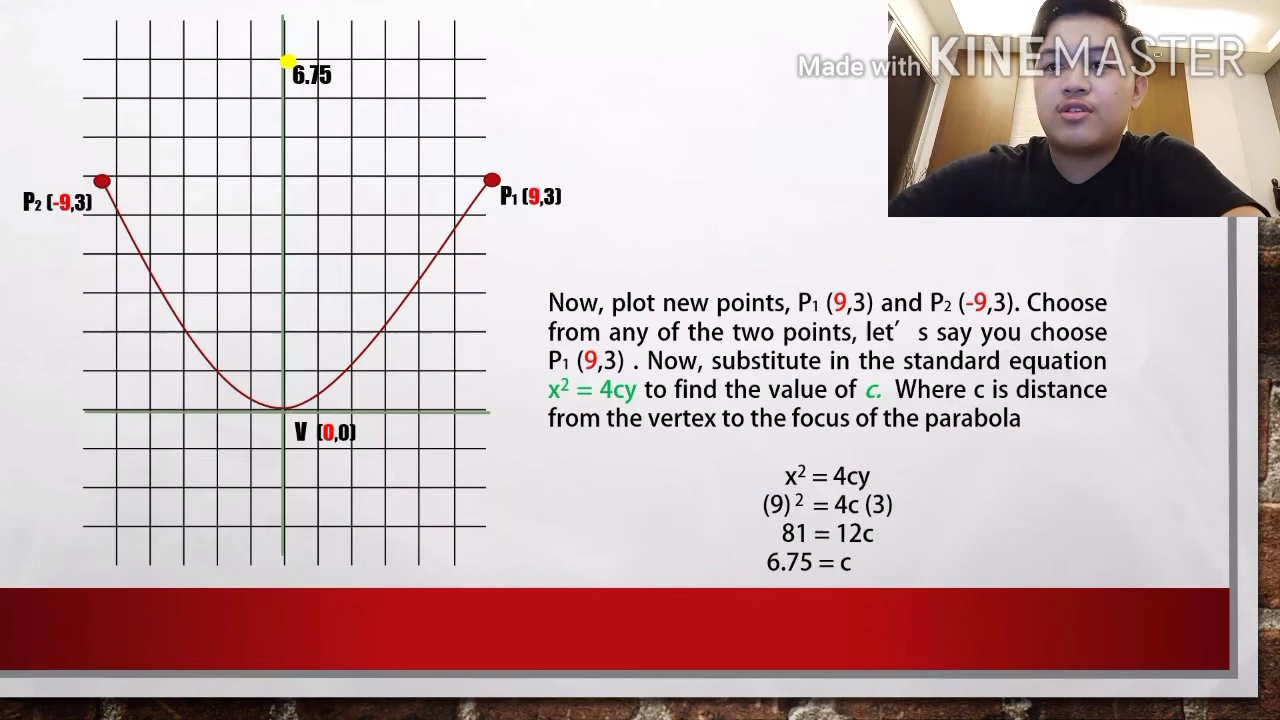 Made with KINEMASTER
6.75
P₂ (-9,3)
P₁ (9,3)
V (0,0)
Now, plot new points, P₁ (9,3) and P₂ (-9,3). Choose
from any of the two points, let’ s say you choose
P₁ (9,3) . Now, substitute in the standard equation
x² = 4cy to find the value of c. Where c is distance
from the vertex to the focus of the parabola
x² = 4cy
(9) ² = 4c (3)
81 = 12c
6.75 = c